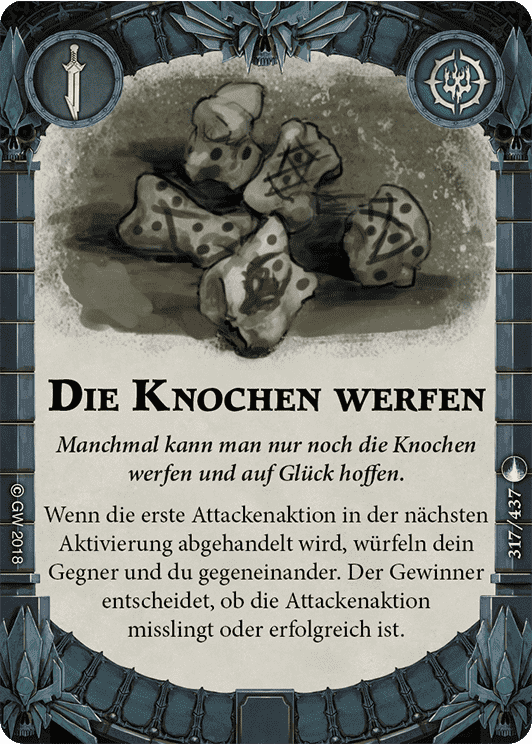 Die Knochen werfen
Manchmal kann man nur noch die Knochen
werfen und auf Glück hoffen.
Wenn die erste Attackenaktion in der nächsten
Aktivierung abgehandelt wird, würfeln dein
Gegner und du gegeneinander. Der Gewinner
entscheidet, ob die Attackenaktion
misslingt oder erfolgreich ist.
© GW 2018
317/437